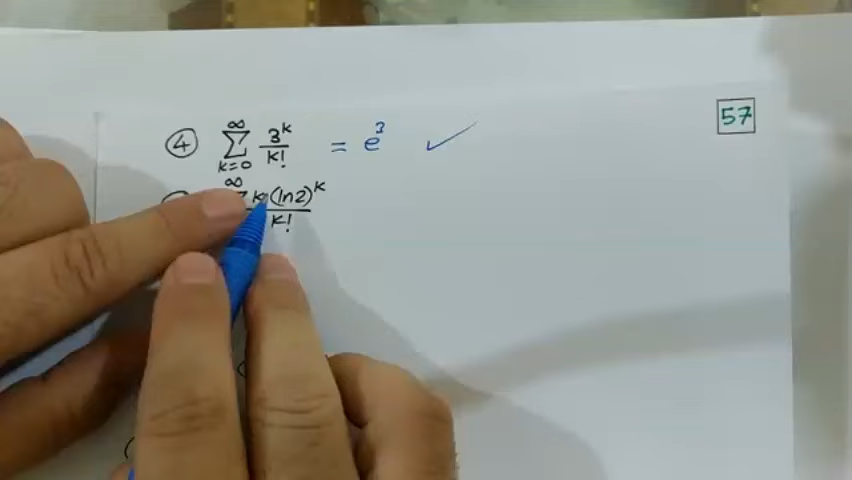 57
④ ∞ Σ k=0 3^k / k! = e^3 ✓
∞ k (ln2)^k / k!